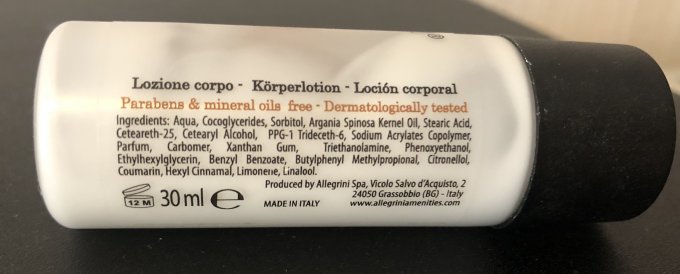 Lozione corpo - Körperlotion - Loción corporal
Parabens & mineral oils free - Dermatologically tested
Ingredients: Aqua, Cocoglycerides, Sorbitol, Argania Spinosa Kernel Oil, Stearic Acid,
Ceteareth-25, Cetearyl Alcohol, PPG-1 Trideceth-6, Sodium Acrylates Copolymer,
Parfum, Carbomer, Xanthan Gum, Triethanolamine, Phenoxyethanol,
Ethylhexylglycerin, Benzyl Benzoate, Butylphenyl Methylpropional, Citronellol,
Coumarin, Hexyl Cinnamal, Limonene, Linalool.
Produced by Allegrini Spa, Vicolo Salvo d'Acquisto, 2
24050 Grassobbio (BG) - Italy
12 M 30 ml e MADE IN ITALY www.allegriniamenities.com